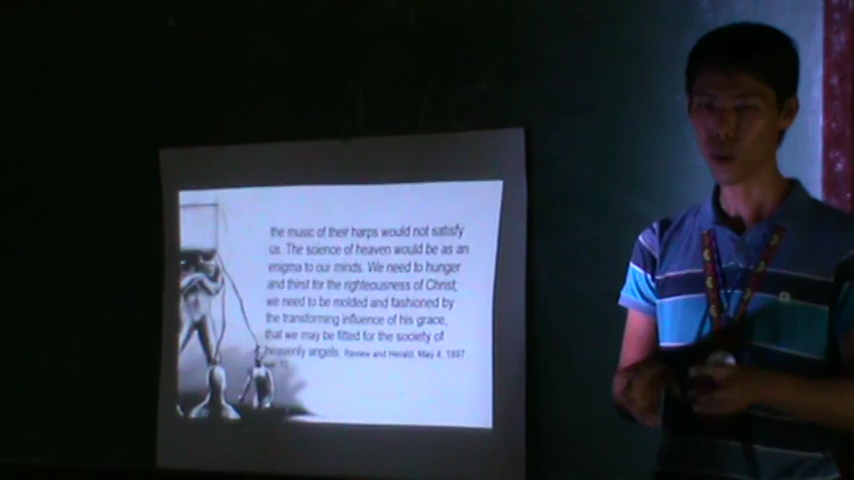 the music of their harps would not satisfy
us. The science of heaven would be as an
enigma to our minds. We need to hunger
and thirst for the righteousness of Christ;
we need to be molded and fashioned by
the transforming influence of his grace,
that we may be fitted for the society of
heavenly angels. Review and Herald, May 4, 1897